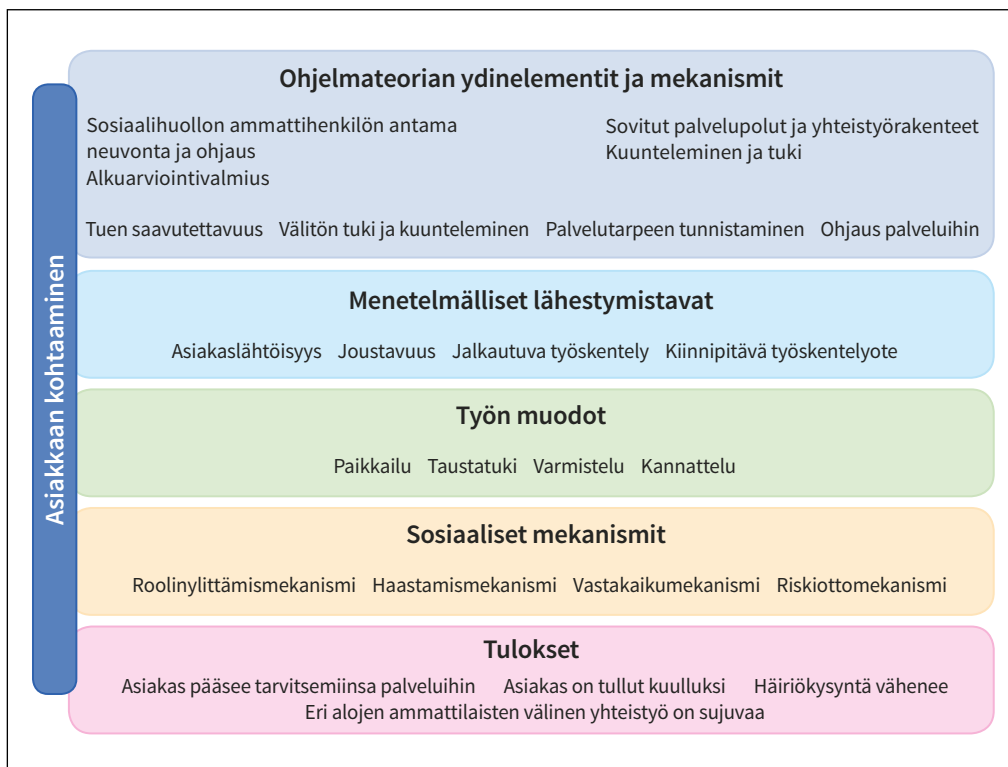 Asiakkaan kohtaaminen
Ohjelmateorian ydinelementit ja mekanismit
Sosiaalihuollon ammattihenkilön antama
neuvonta ja ohjaus
Alkuarviointivalmius
Sovitut palvelupolut ja yhteistyörakenteet
Kuunteleminen ja tuki
Tuen saavutettavuus Välitön tuki ja kuunteleminen Palvelutarpeen tunnistaminen Ohjaus palveluihin
Menetelmälliset lähestymistavat
Asiakaslähtöisyys Joustavuus Jalkautuva työskentely Kiinnipitävä työskentelyote
Työn muodot
Paikkailu Taustatuki Varmistelu Kannattelu
Sosiaaliset mekanismit
Roolinylittämismekanismi Haastamismekanismi Vastakaikumekanismi Riskiottomekanismi
Tulokset
Asiakas pääsee tarvitsemiinsa palveluihin Asiakas on tullut kuulluksi Häiriökysyntä vähenee
Eri alojen ammattilaisten välinen yhteistyö on sujuvaa